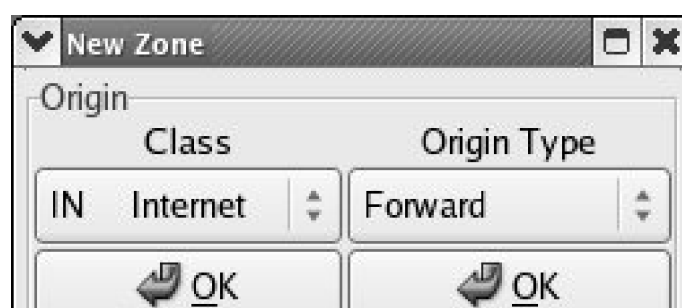 New Zone
Origin
Class Origin Type
IN Internet Forward
OK OK